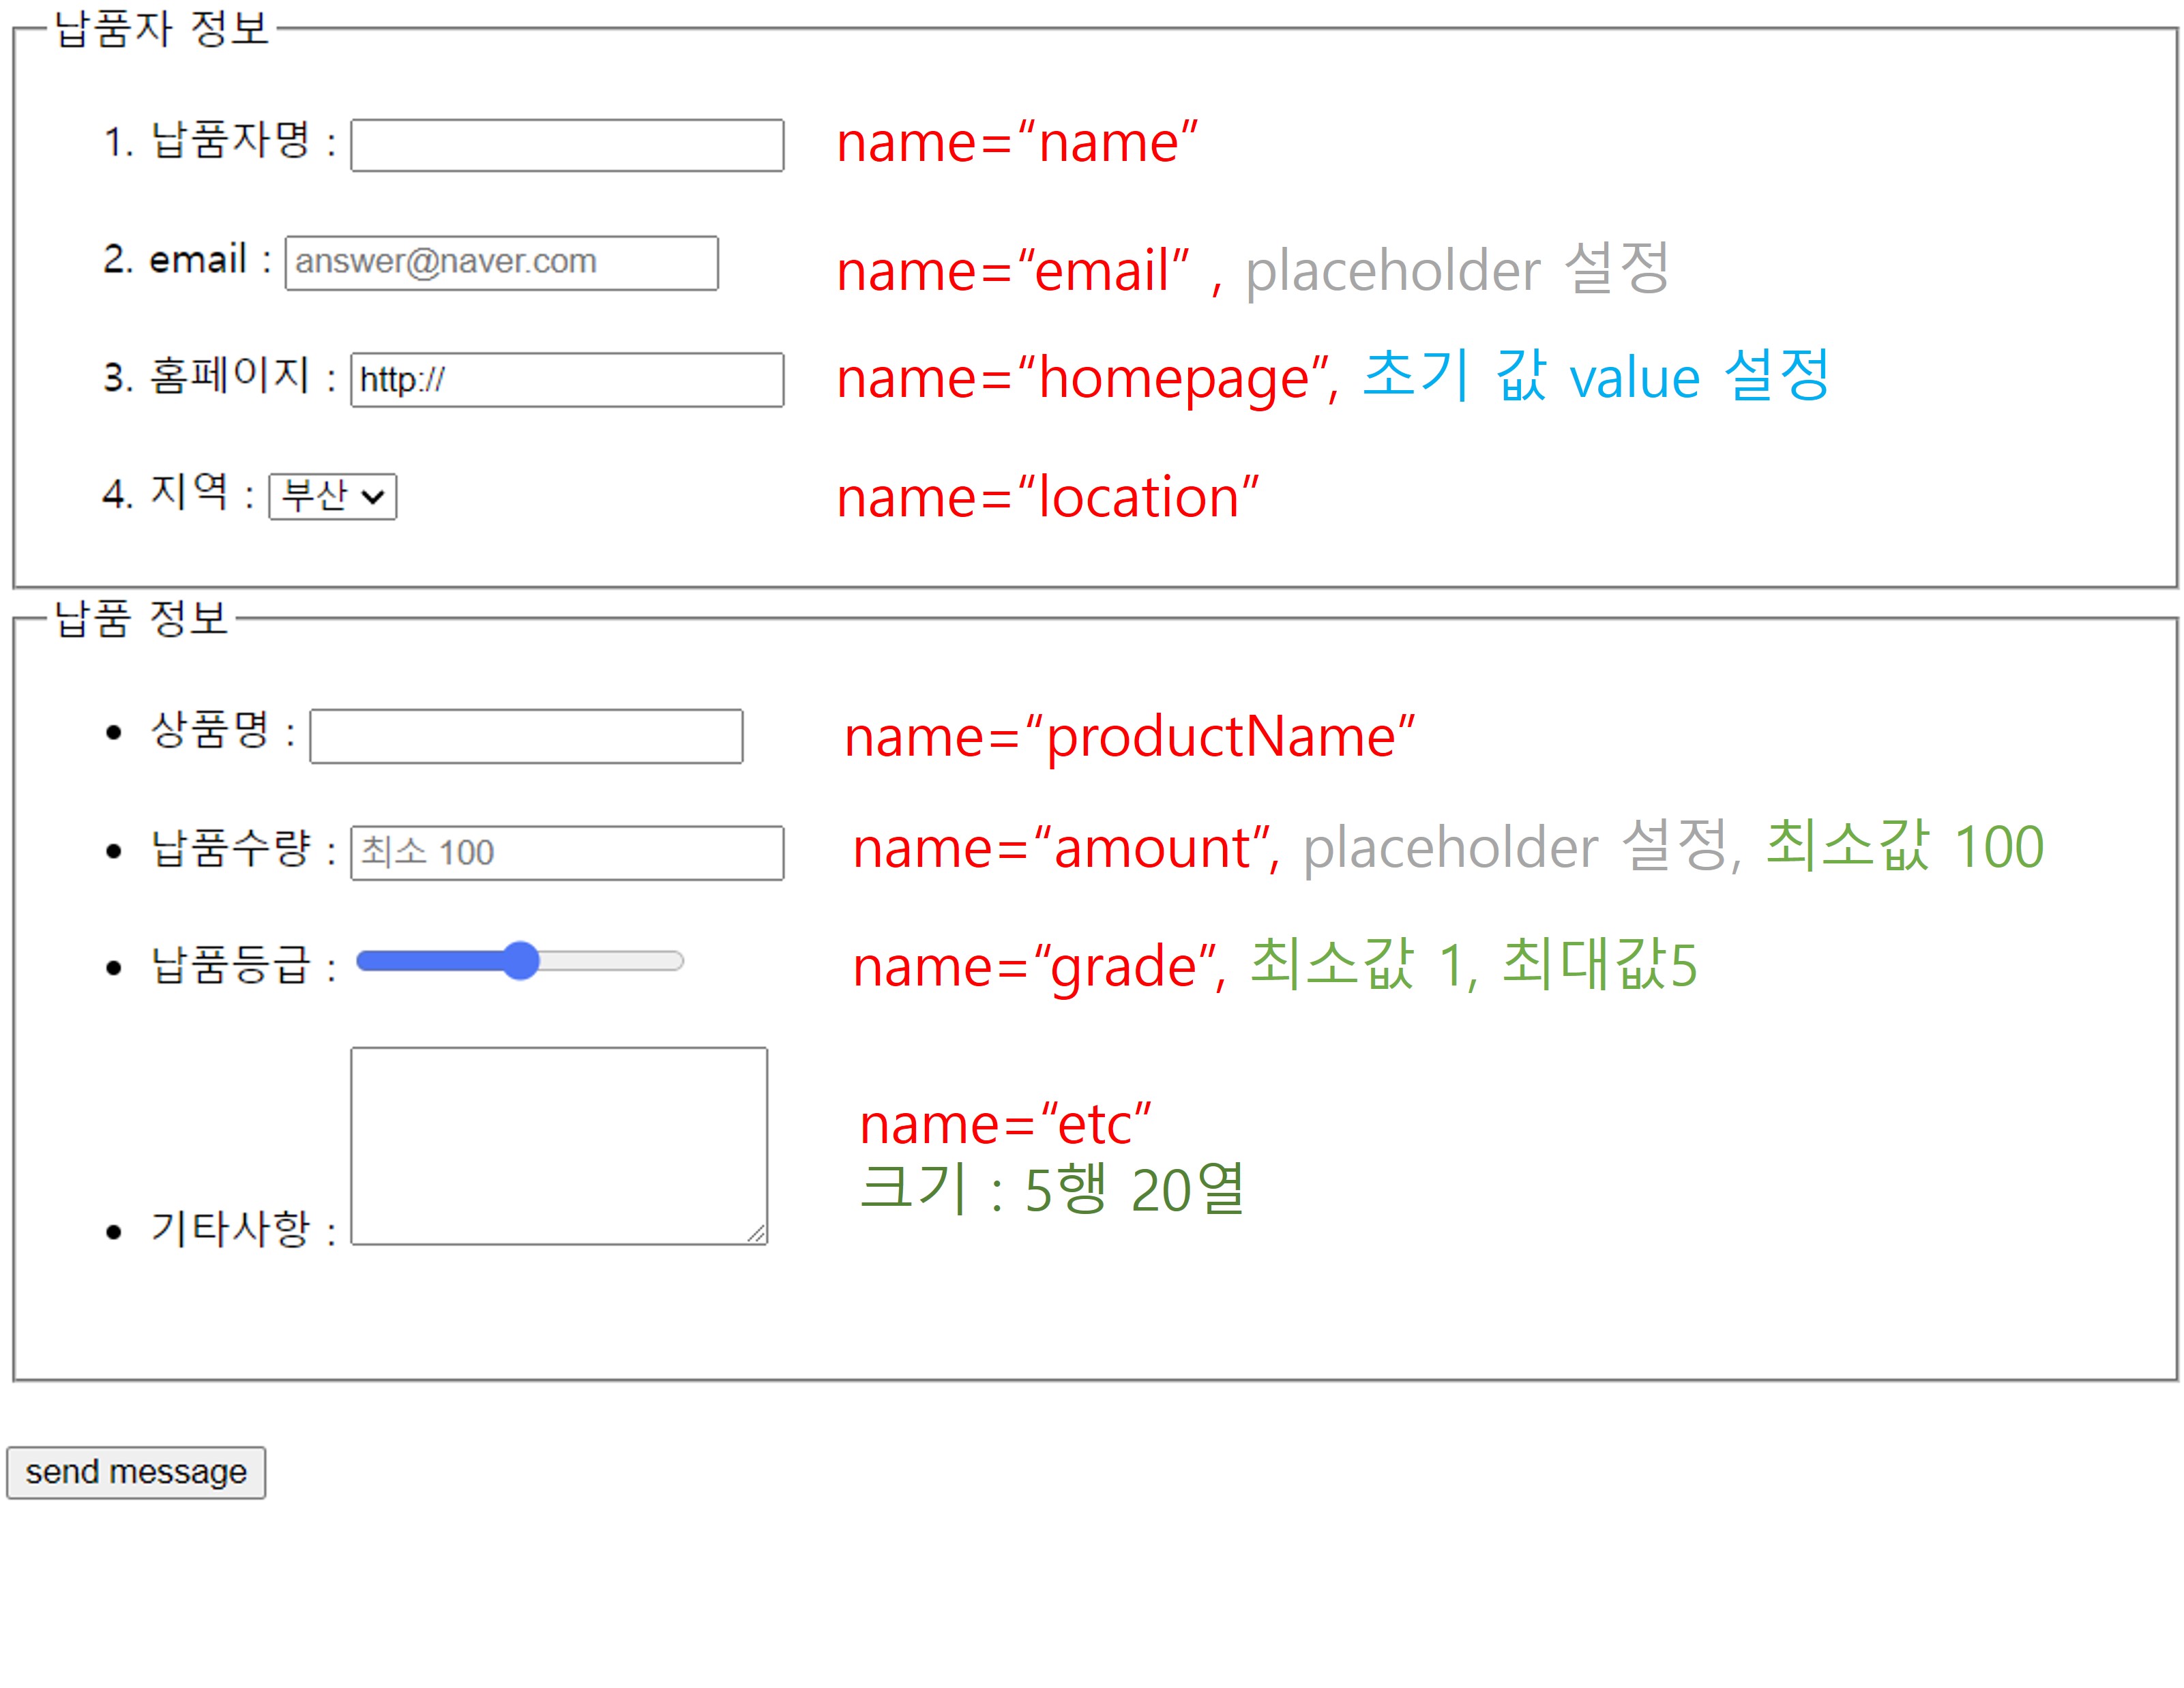 납품자 정보
1. 납품자명 : name=“name”
2. email : answer@naver.com name=“email” , placeholder 설정
3. 홈페이지 : http:// name=“homepage”, 초기 값 value 설정
4. 지역 : 부산 name=“location”
납품 정보
• 상품명 : name=“productName”
• 납품수량 : 최소 100 name=“amount”, placeholder 설정, 최소값 100
• 납품등급 : name=“grade”, 최소값 1, 최대값5
name=“etc”
크기 : 5행 20열
• 기타사항 :
send message